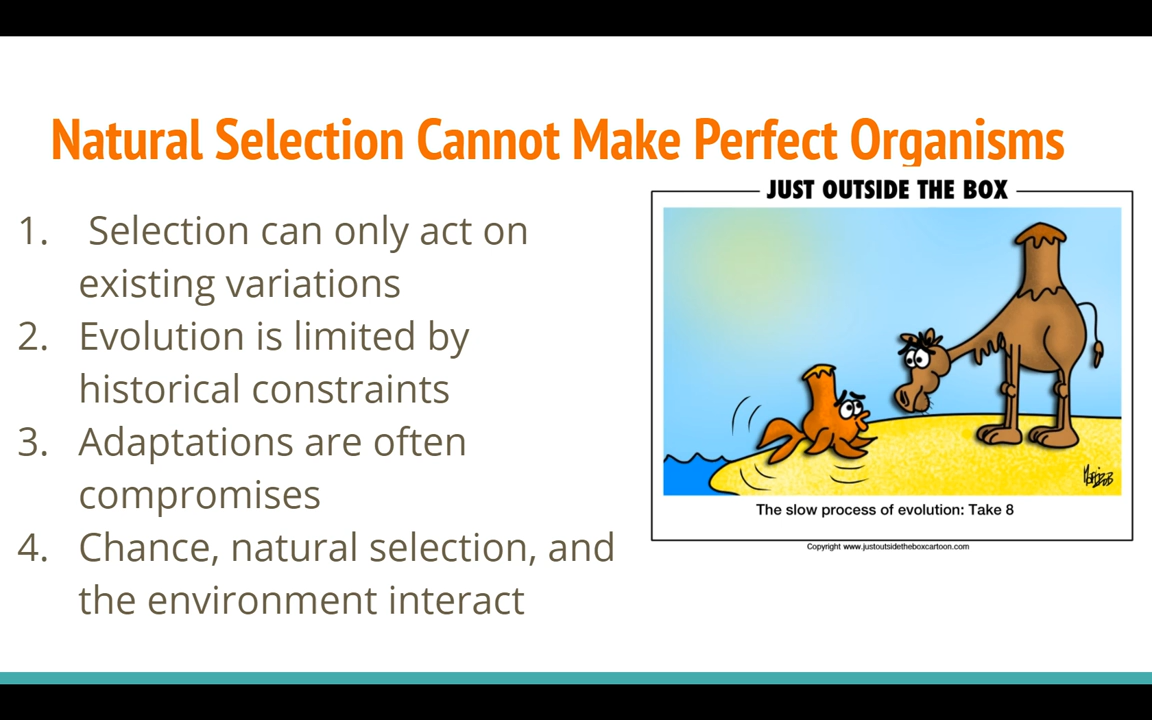 Natural Selection Cannot Make Perfect Organisms
1. Selection can only act on
existing variations
2. Evolution is limited by
historical constraints
3. Adaptations are often
compromises
4. Chance, natural selection, and
the environment interact
JUST OUTSIDE THE BOX
The slow process of evolution: Take 8
Copyright www.justoutsidetheboxcartoon.com